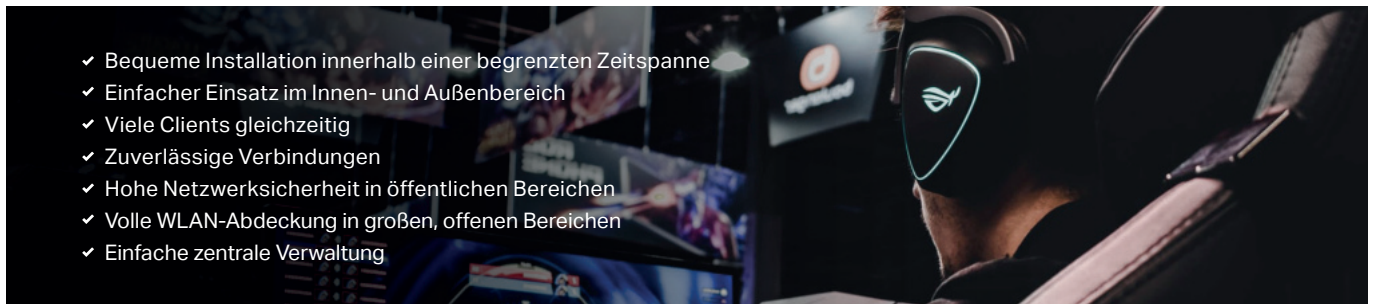 Bequeme Installation innerhalb einer begrenzten Zeitspanne
Einfacher Einsatz im Innen- und Außenbereich
Viele Clients gleichzeitig
Zuverlässige Verbindungen
Hohe Netzwerksicherheit in öffentlichen Bereichen
Volle WLAN-Abdeckung in großen, offenen Bereichen
Einfache zentrale Verwaltung